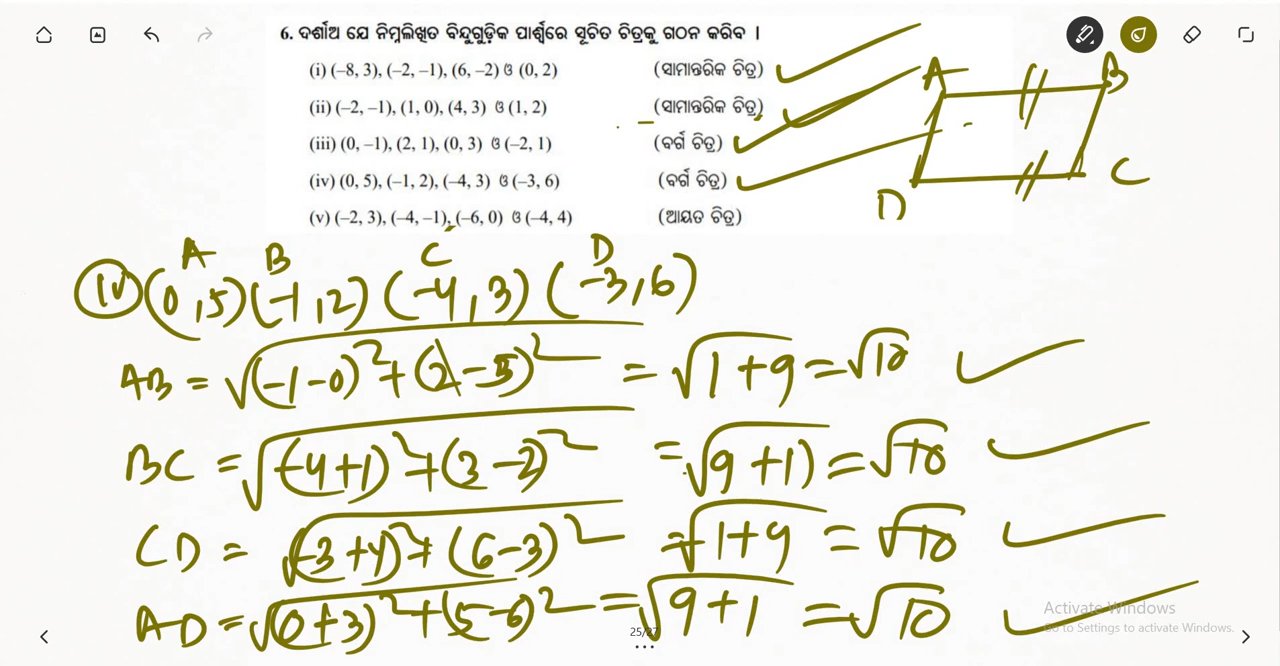 6. ଦର୍ଶାଅ ଯେ ନିମ୍ନଲିଖିତ ବିନ୍ଦୁଗୁଡ଼ିକ ପାର୍ଶ୍ୱରେ ସୂଚିତ ଚିତ୍ରକୁ ଗଠନ କରିବ ।
(i) (–8, 3), (–2, –1), (6, –2) ଓ (0, 2) (ସାମାନ୍ତରିକ ଚିତ୍ର)
(ii) (–2, –1), (1, 0), (4, 3) ଓ (1, 2) (ସାମାନ୍ତରିକ ଚିତ୍ର)
(iii) (0, –1), (2, 1), (0, 3) ଓ (–2, 1) (ବର୍ଗ ଚିତ୍ର)
(iv) (0, 5), (–1, 2), (–4, 3) ଓ (–3, 6) (ବର୍ଗ ଚିତ୍ର)
(v) (–2, 3), (–4, –1), (–6, 0) ଓ (–4, 4) (ଆୟତ ଚିତ୍ର)
A B
D C
A B C D
(iv) (0, 5) (-1, 2) (-4, 3) (-3, 6)
AB = √(-1-0)²+(2-5)² = √1+9 = √10
BC = √(-4+1)²+(3-2)² = √9+1) = √10
CD = √(-3+4)²+(6-3)² = √1+9 = √10
AD = √(0+3)²+(5-6)² = √9+1 = √10
25/27
Activate Windows
Go to Settings to activate Windows.